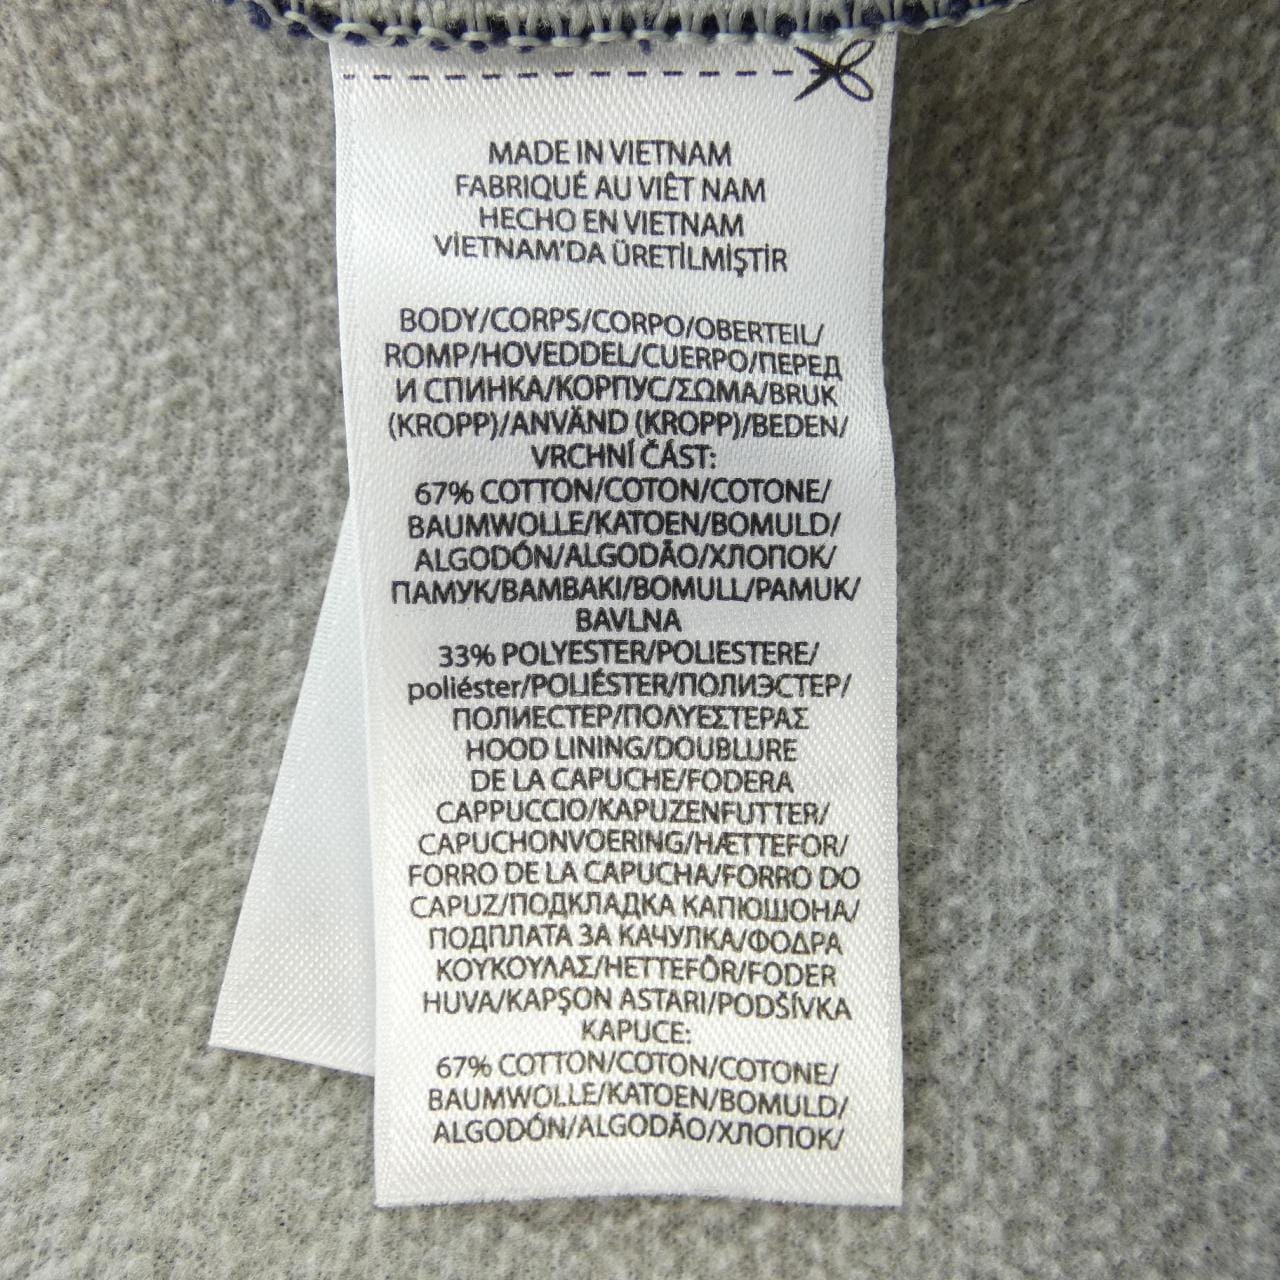 MADE IN VIETNAM
FABRIQUÉ AU VIÊT NAM
HECHO EN VIETNAM
VİETNAM'DA ÜRETİLMİŞTİR
BODY/CORPS/CORPO/OBERTEIL/
ROMP/HOVEDDEL/CUERPO/ПЕРЕД
И СПИНКА/КОРПУС/ΣΩΜΑ/BRUK
(KROPP)/ANVÄND (KROPP)/BEDEN/
VRCHNÍ ČÁST:
67% COTTON/COTON/COTONE/
BAUMWOLLE/KATOEN/BOMULD/
ALGODÓN/ALGODÃO/ХЛОПОК/
ПАМУК/ΒΑΜΒΑΚΙ/BOMULL/PAMUK/
BAVLNA
33% POLYESTER/POLIESTERE/
poliéster/POLIÉSTER/ПОЛИЭСТЕР/
ПОЛИЕСТЕР/ΠΟΛΥΕΣΤΕΡΑΣ
HOOD LINING/DOUBLURE
DE LA CAPUCHE/FODERA
CAPPUCCIO/KAPUZENFUTTER/
CAPUCHONVOERING/HÆTTEFOR/
FORRO DE LA CAPUCHA/FORRO DO
CAPUZ/ПОДКЛАДКА КАПЮШОНА/
ПОДПЛАТА ЗА КАЧУЛКА/ΦΟΔΡΑ
ΚΟΥΚΟΥΛΑΣ/HETTEFÔR/FODER
HUVA/KAPŞON ASTARI/PODŠÍVKA
KAPUCE:
67% COTTON/COTON/COTONE/
BAUMWOLLE/KATOEN/BOMULD/
ALGODÓN/ALGODÃO/ХЛОПОК/